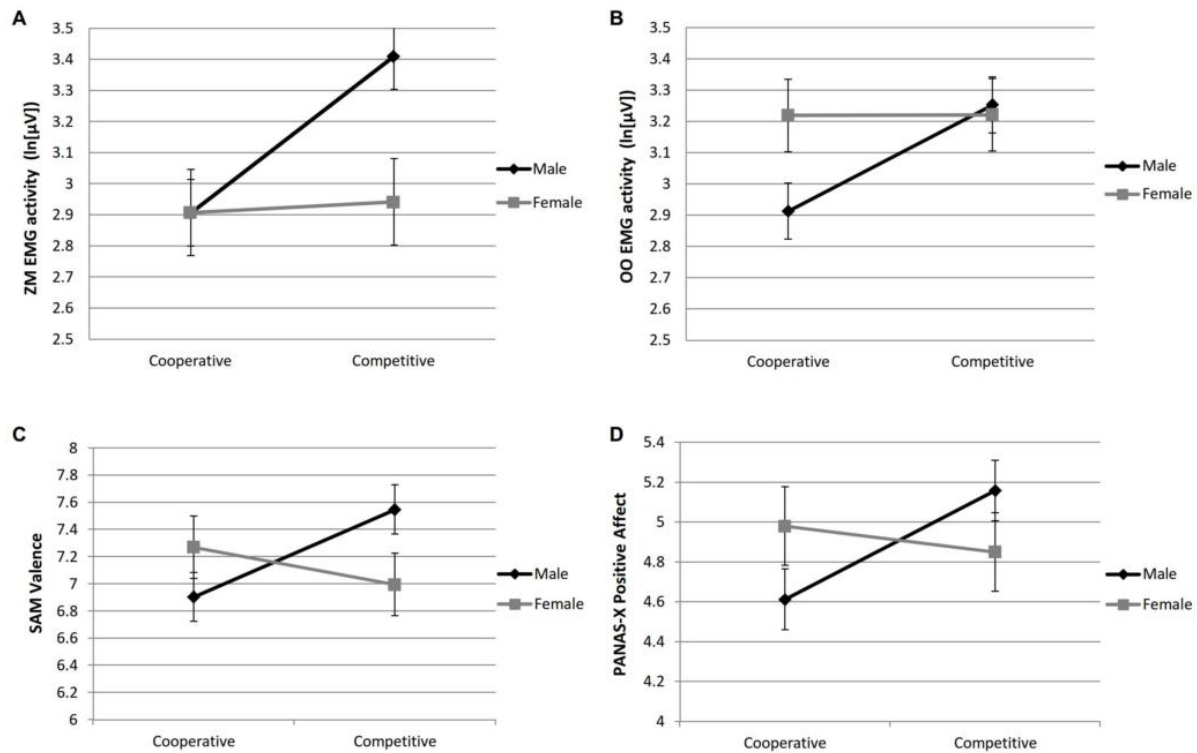 A
ZM EMG activity (ln[µV])
3.5
3.4
3.3
3.2
3.1
3
2.9
2.8
2.7
2.6
2.5
Cooperative Competitive
Male
Female
B
OO EMG activity (ln[µV])
3.5
3.4
3.3
3.2
3.1
3
2.9
2.8
2.7
2.6
2.5
Cooperative Competitive
Male
Female
C
SAM Valence
8
7.8
7.6
7.4
7.2
7
6.8
6.6
6.4
6.2
6
Cooperative Competitive
Male
Female
D
PANAS-X Positive Affect
5.4
5.2
5
4.8
4.6
4.4
4.2
4
Cooperative Competitive
Male
Female